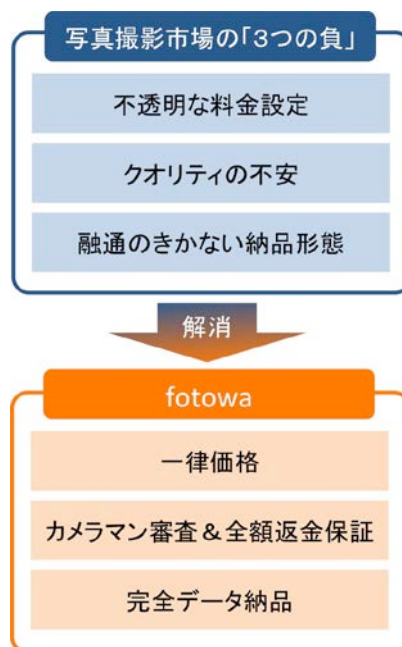 写真撮影市場の「３つの負」
不透明な料金設定
クオリティの不安
融通のきかない納品形態
解消
fotowa
一律価格
カメラマン審査＆全額返金保証
完全データ納品